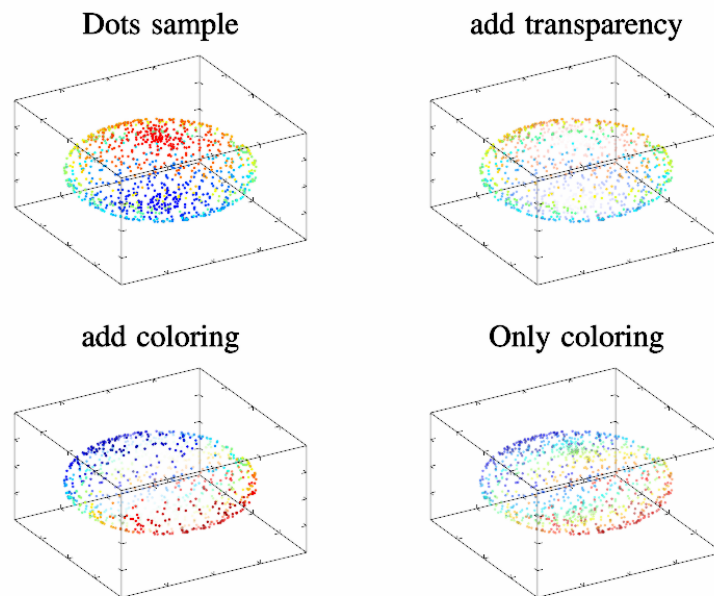 Dots sample
add transparency
add coloring
Only coloring